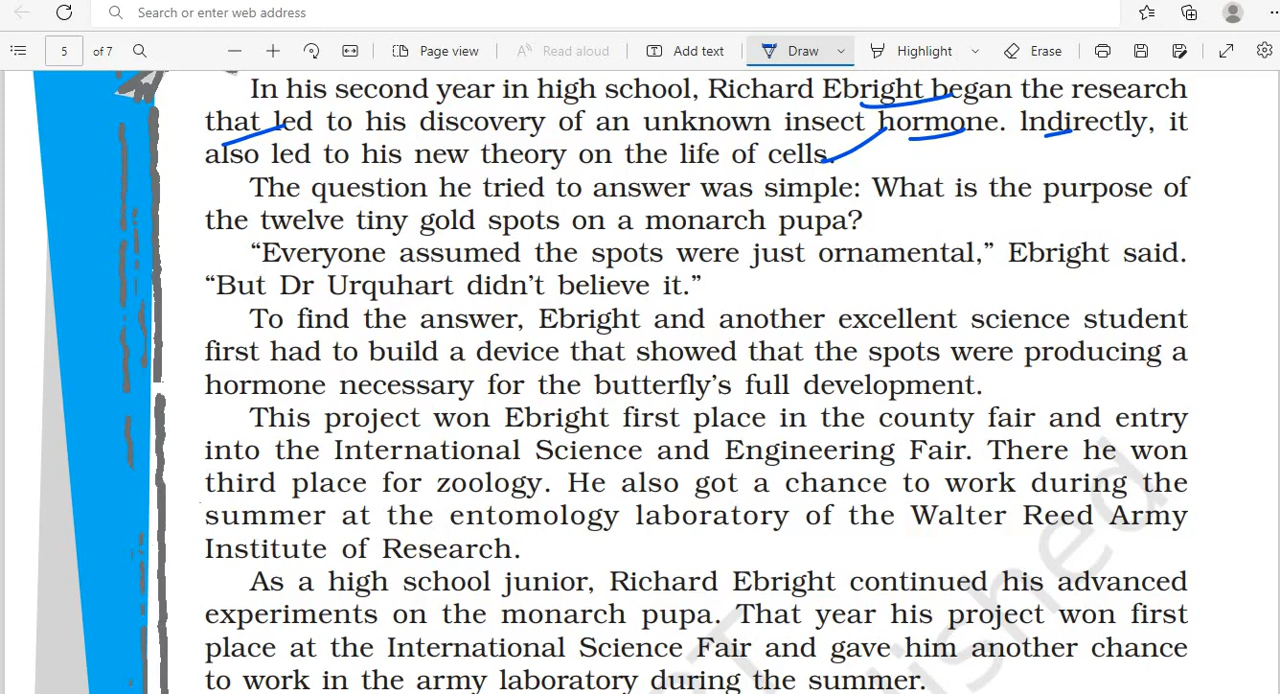 Search or enter web address
5 of 7 Page view Read aloud Add text Draw Highlight Erase
In his second year in high school, Richard Ebright began the research
that led to his discovery of an unknown insect hormone. Indirectly, it
also led to his new theory on the life of cells.
The question he tried to answer was simple: What is the purpose of
the twelve tiny gold spots on a monarch pupa?
“Everyone assumed the spots were just ornamental,” Ebright said.
“But Dr Urquhart didn’t believe it.”
To find the answer, Ebright and another excellent science student
first had to build a device that showed that the spots were producing a
hormone necessary for the butterfly’s full development.
This project won Ebright first place in the county fair and entry
into the International Science and Engineering Fair. There he won
third place for zoology. He also got a chance to work during the
summer at the entomology laboratory of the Walter Reed Army
Institute of Research.
As a high school junior, Richard Ebright continued his advanced
experiments on the monarch pupa. That year his project won first
place at the International Science Fair and gave him another chance
to work in the army laboratory during the summer.